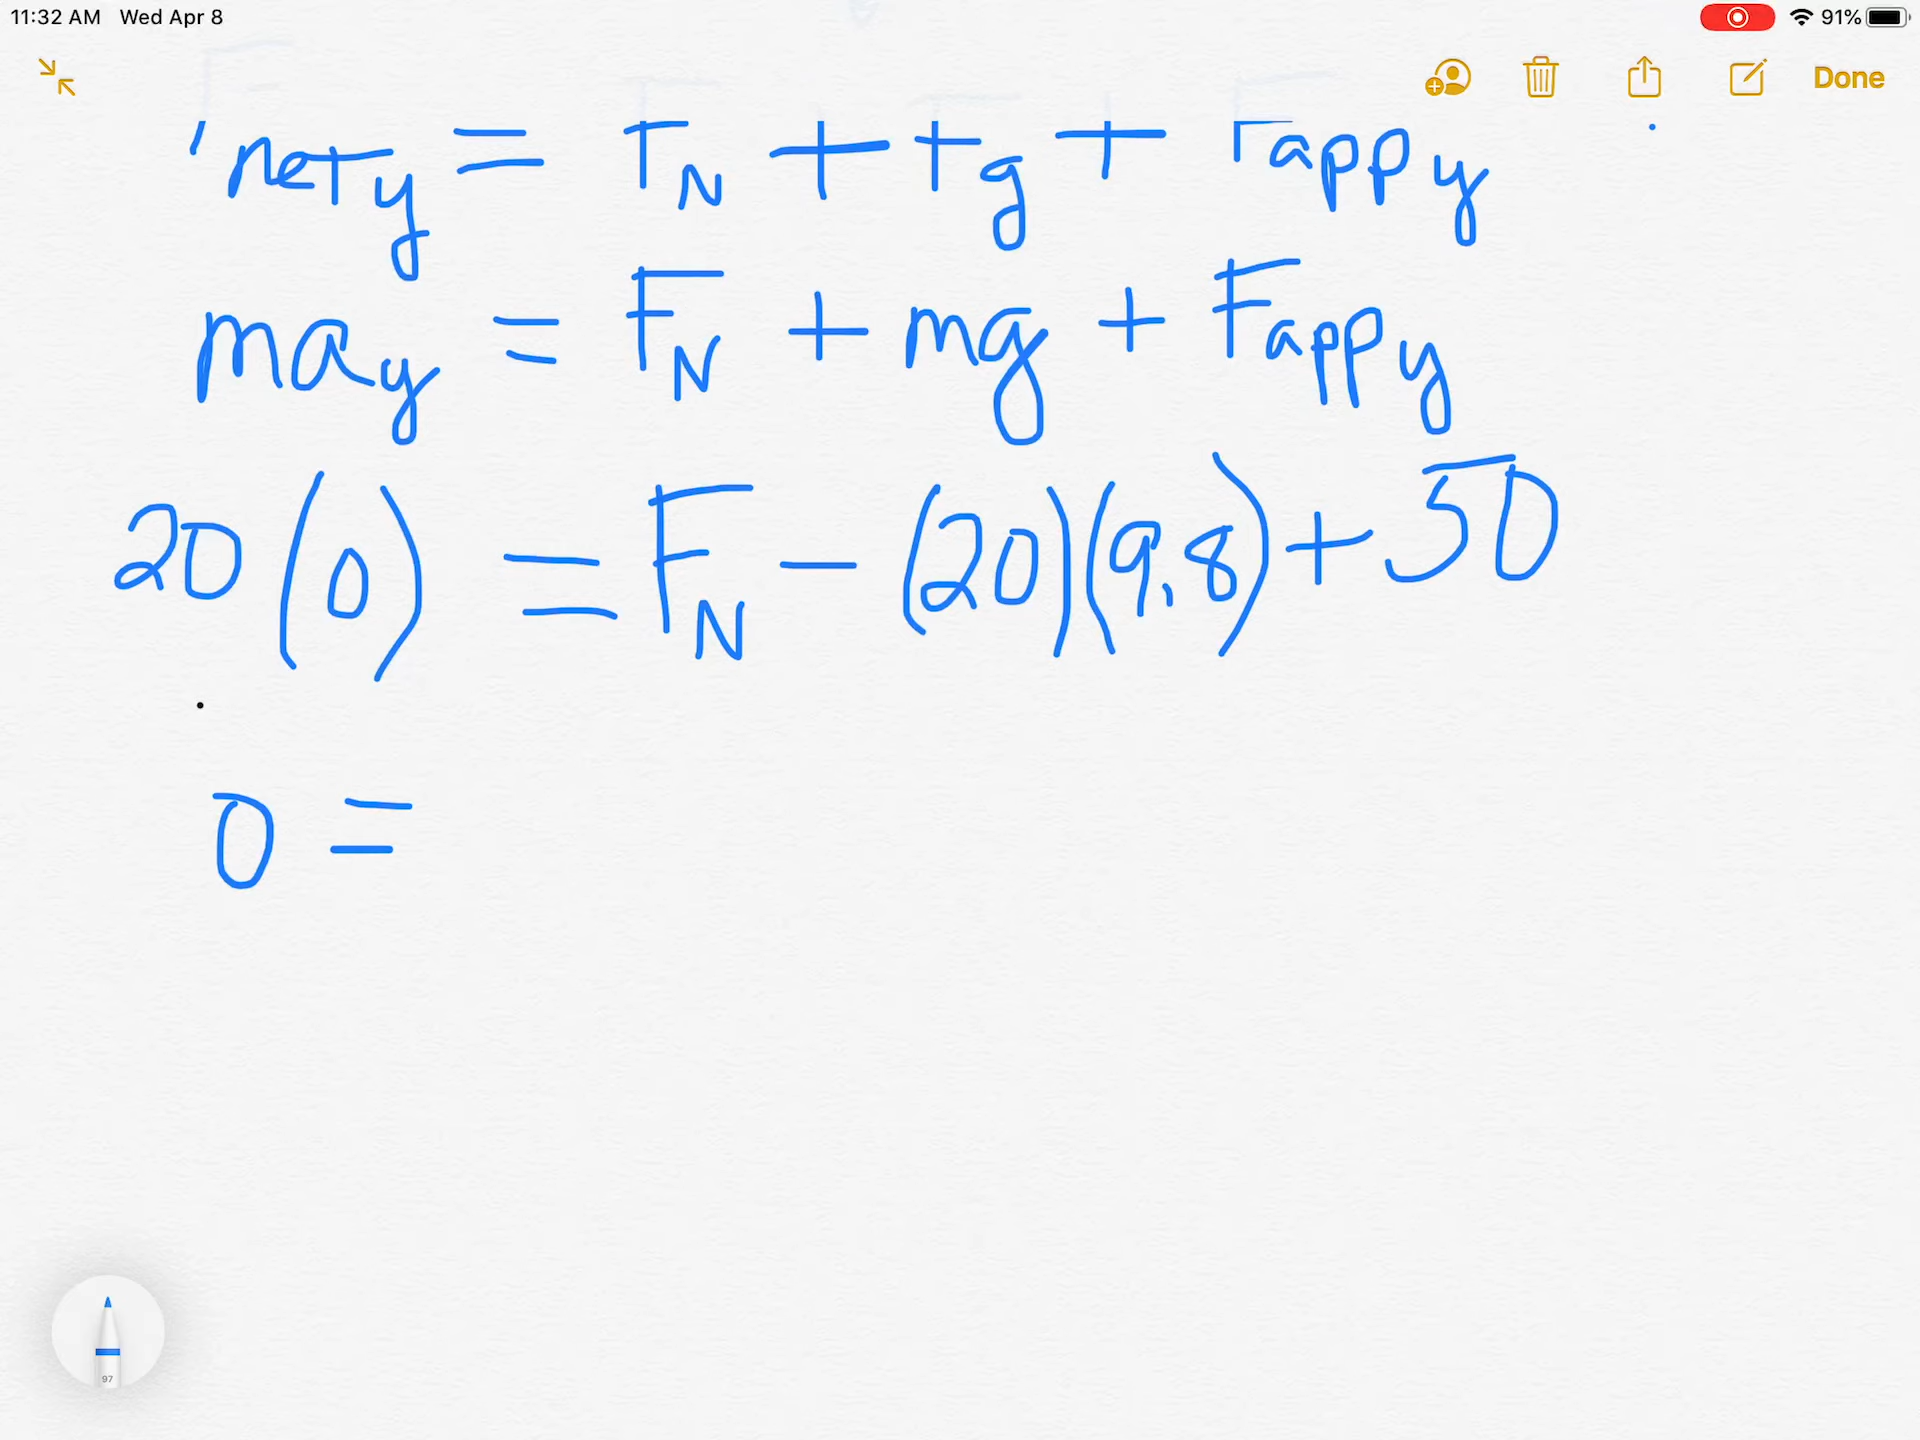 11:32 AM Wed Apr 8 91%
Done
Fnety = FN + Fg + Fappy
may = FN + mg + Fappy
20 (0) = FN - (20)(9.8) + 50
0 =
97